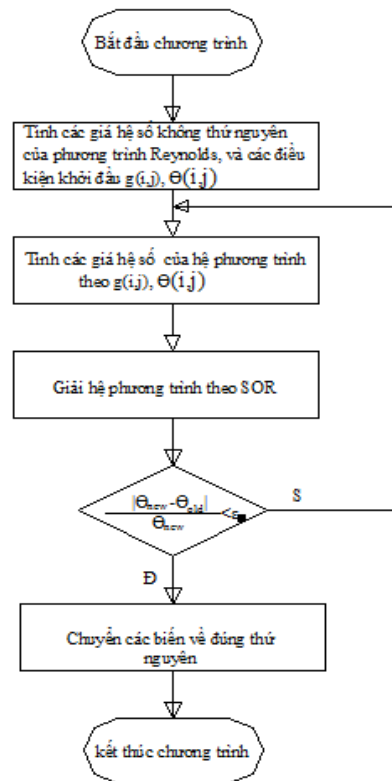 Bắt đầu chương trình
Tính các giá hệ số không thứ nguyên
của phương trình Reynolds, và các điều
kiện khởi đầu g(i,j), Θ(i,j)
Tính các giá hệ số của hệ phương trình
theo g(i,j), Θ(i,j)
Giải hệ phương trình theo SOR
|Θnew-Θold|
Θnew
<ε
S
Đ
Chuyển các biến về đúng thứ
nguyên
kết thúc chương trình